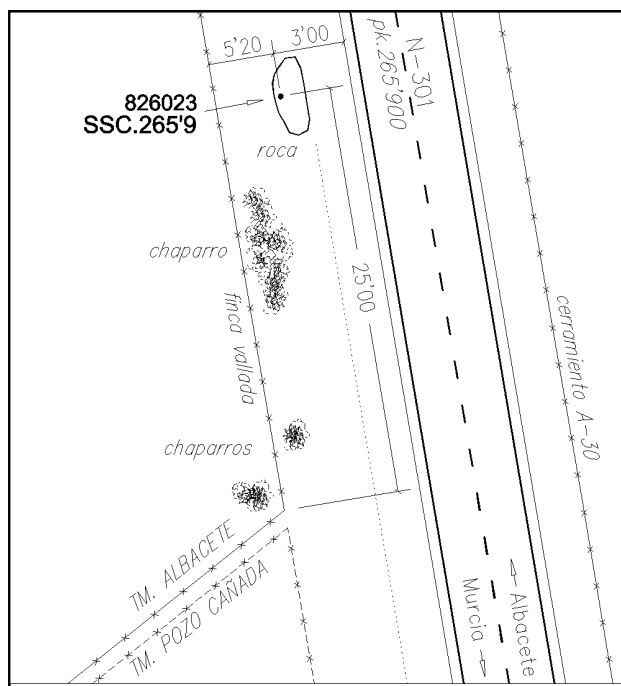 5'20
3'00
N-301
pk.265'900
826023
SSC.265'9
roca
chaparro
25'00
finca vallada
cerramiento A-30
chaparros
TM. ALBACETE
TM. POZO CAÑADA
Murcia
Albacete